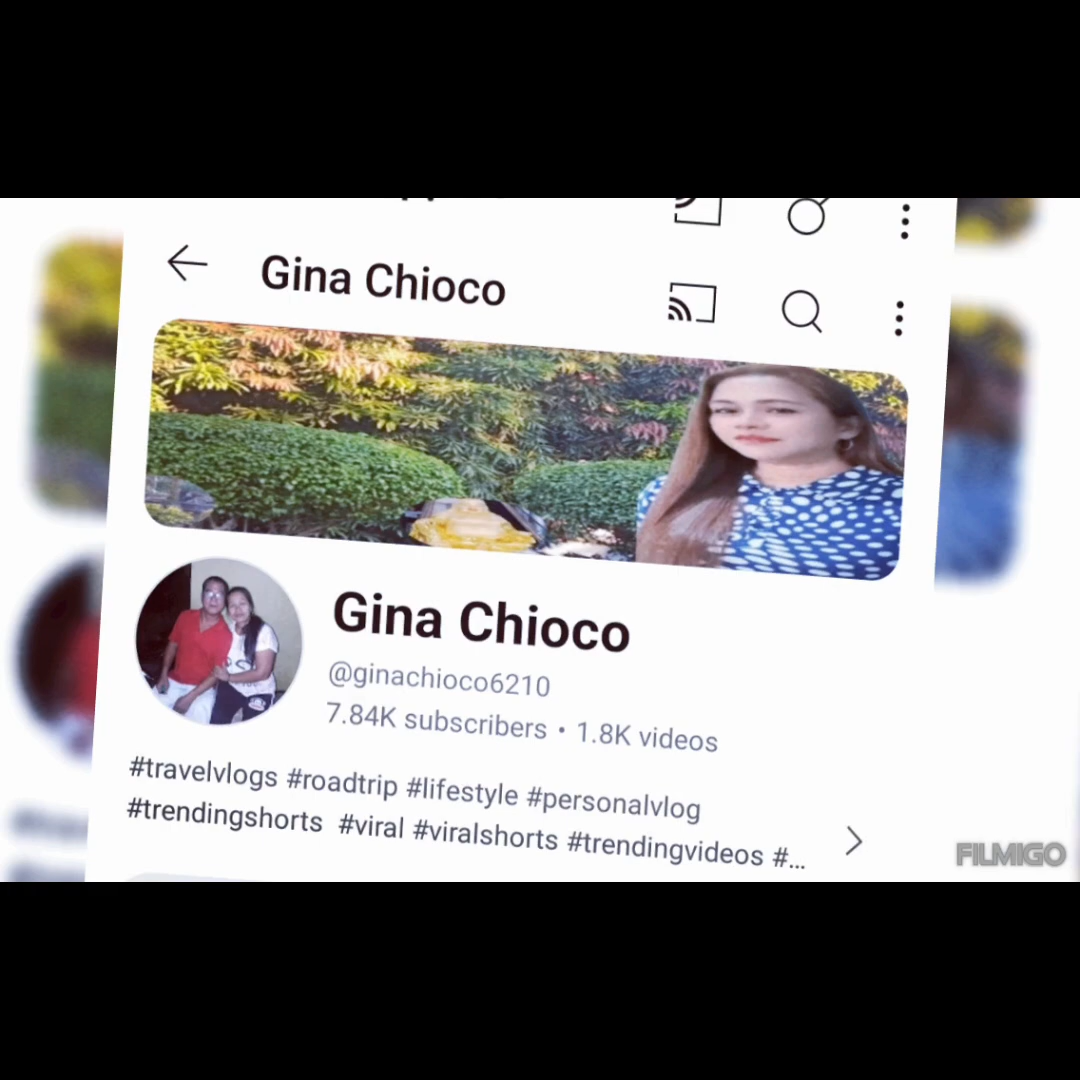 Gina Chioco
Gina Chioco
@ginachioco6210
7.84K subscribers • 1.8K videos
#travelvlogs #roadtrip #lifestyle #personalvlog
#trendingshorts #viral #viralshorts #trendingvideos #...
FILMIGO